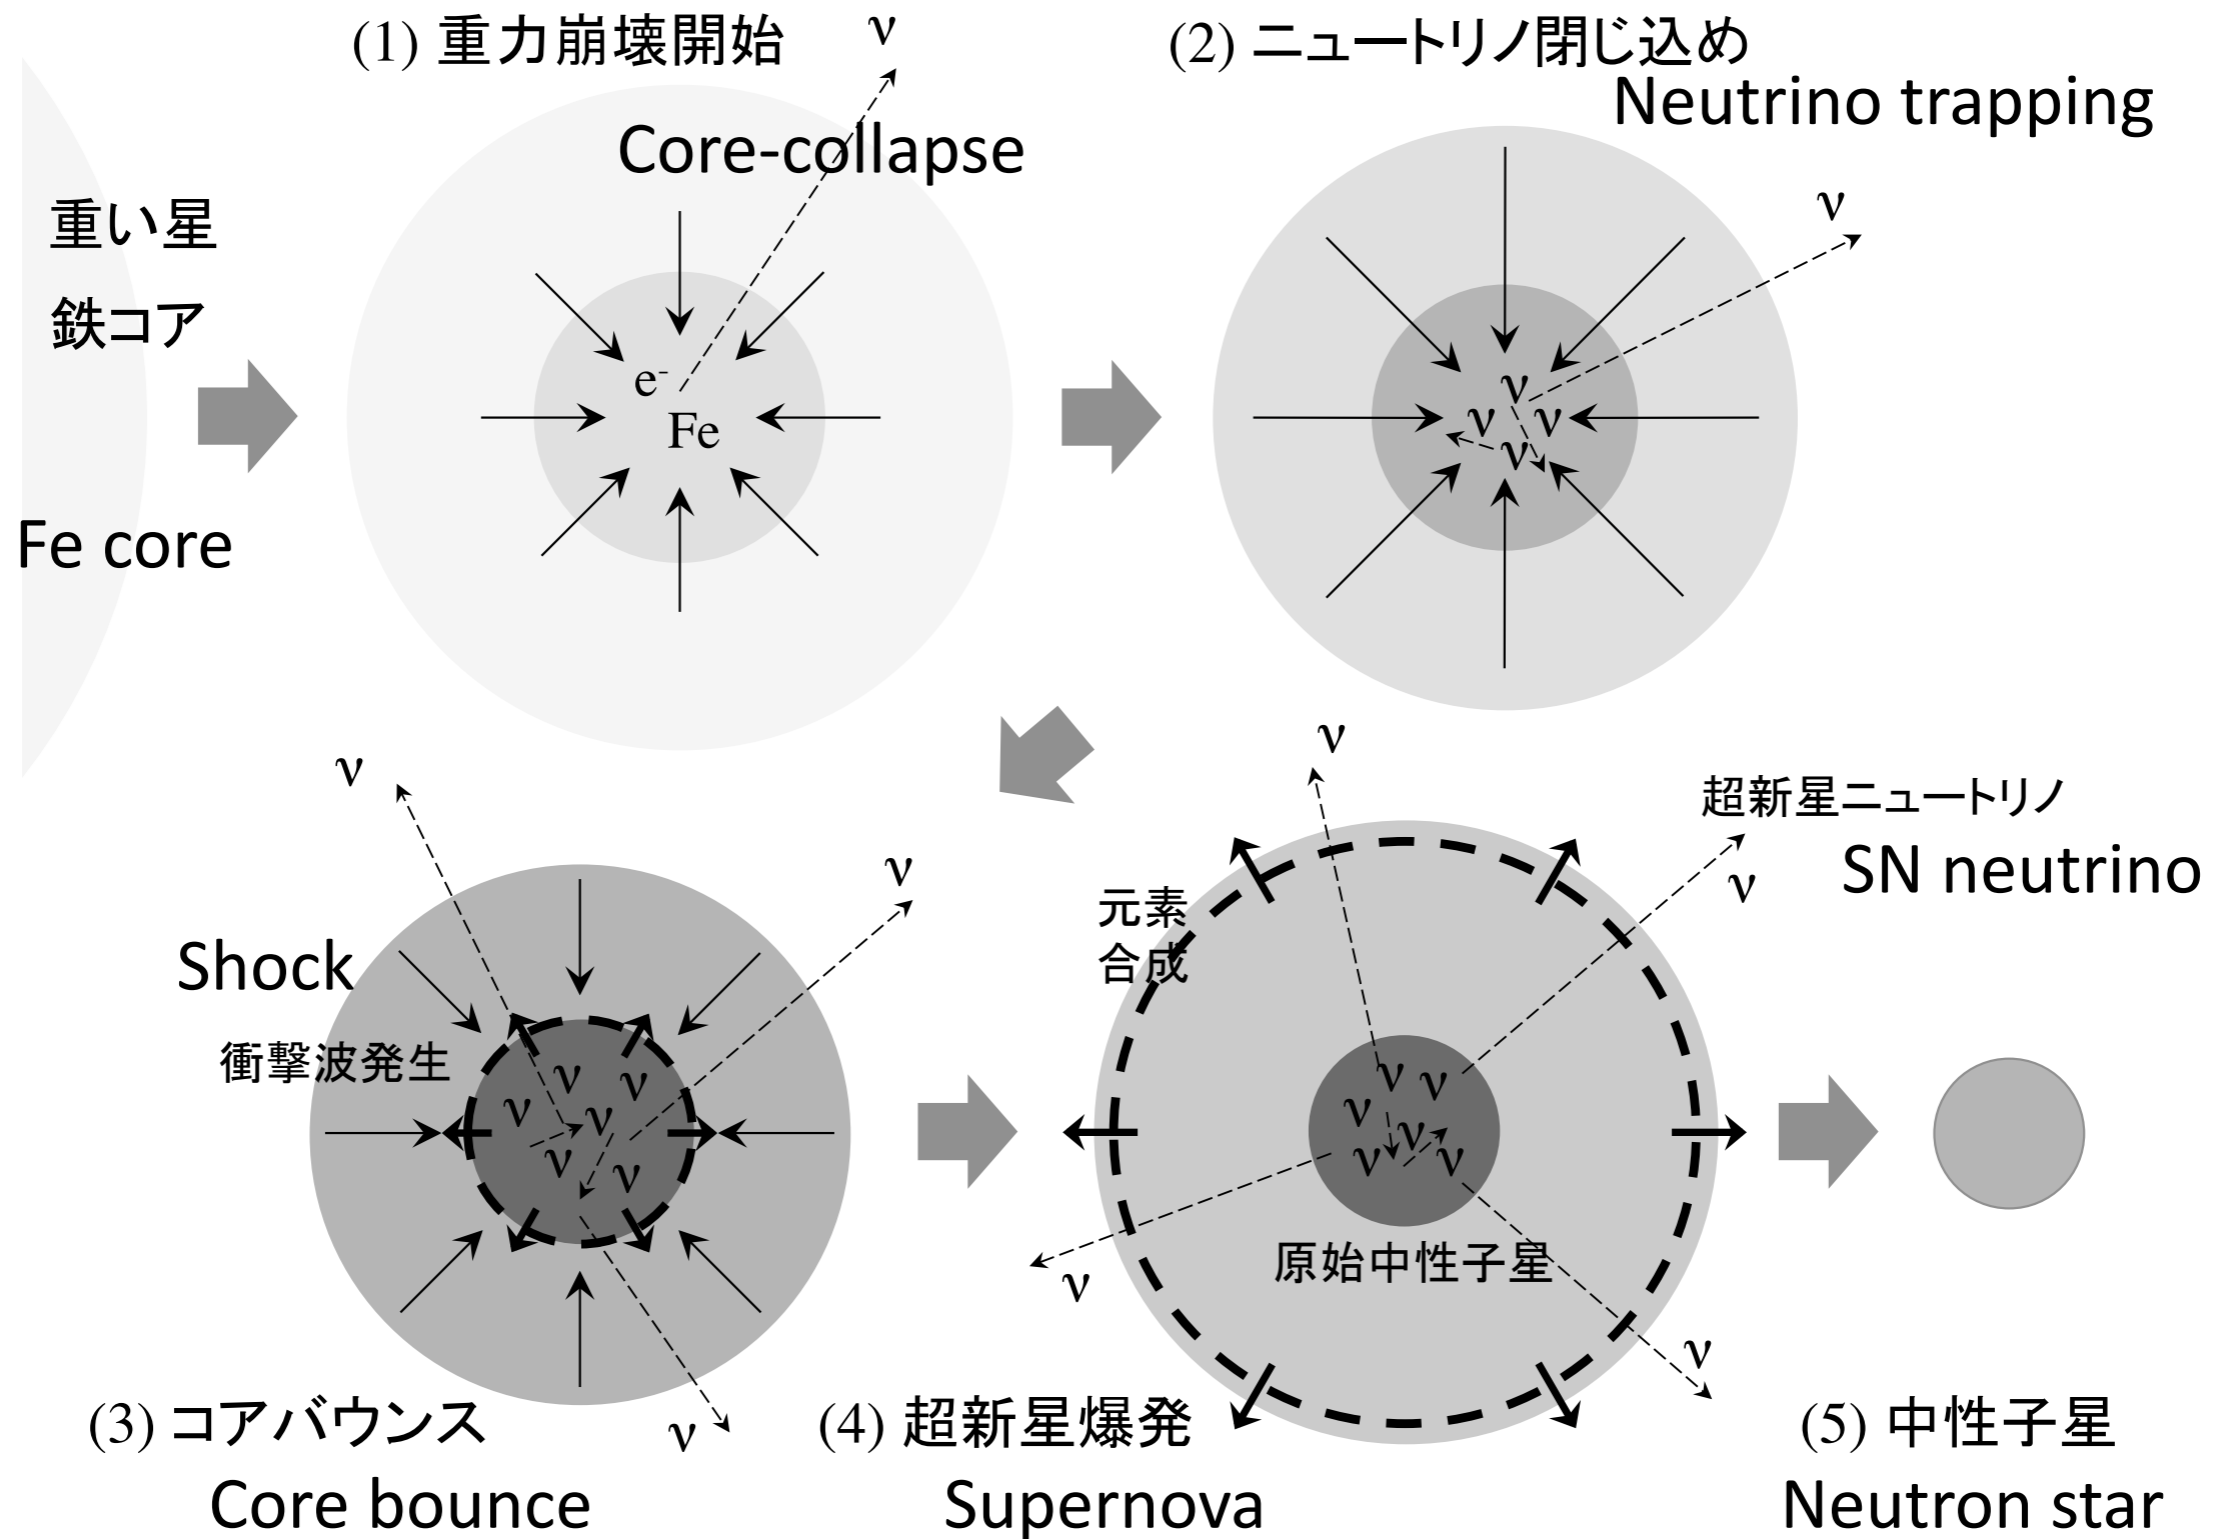 (1) 重力崩壊開始
ν
Core-collapse
e-
Fe
重い星
鉄コア
Fe core
(2) ニュートリノ閉じ込め
Neutrino trapping
ν
ν
ν ν
ν
ν
ν
Shock
衝撃波発生
ν ν
ν ν
ν ν
ν
(3) コアバウンス
Core bounce
ν
超新星ニュートリノ
SN neutrino
ν
元素
合成
ν ν
ν ν
ν ν
原始中性子星
ν
ν
(4) 超新星爆発
Supernova
(5) 中性子星
Neutron star